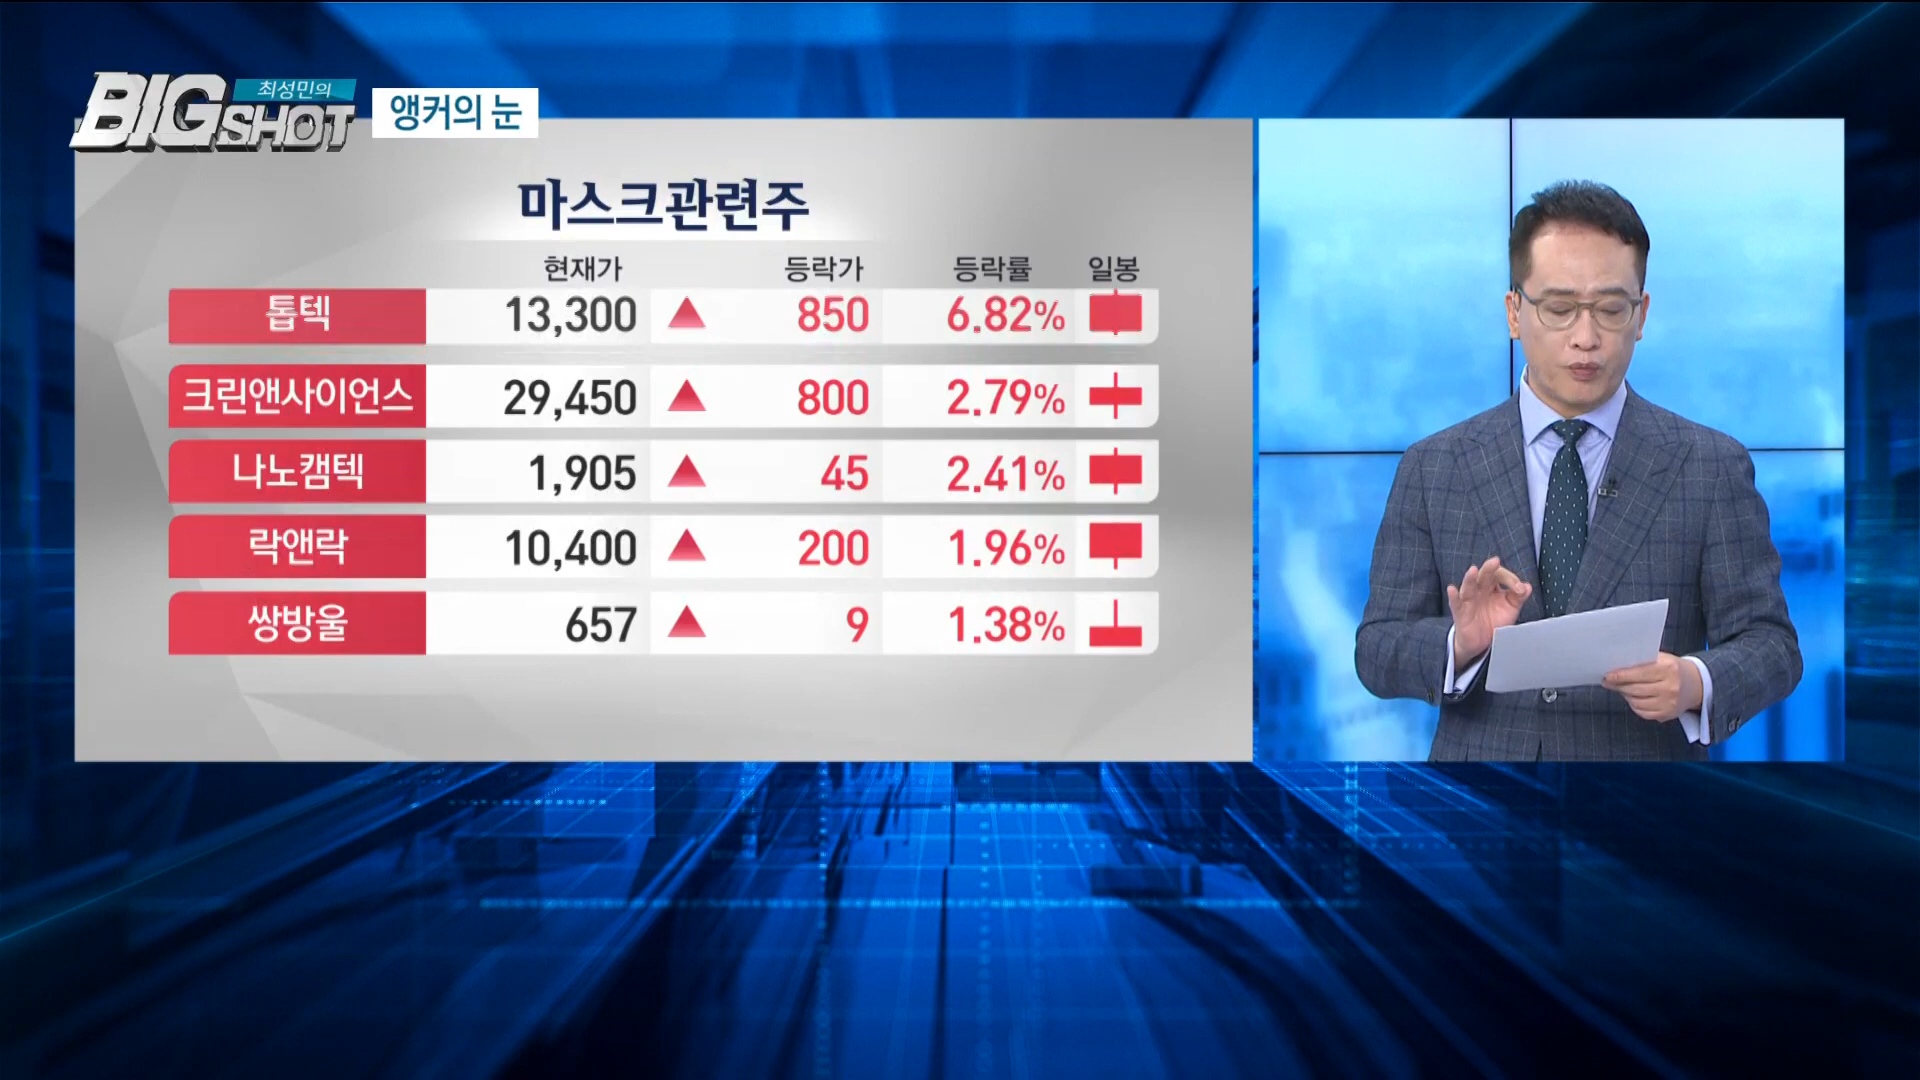 최성민의
BIGSHOT
앵커의 눈
마스크관련주
현재가 등락가 등락률 일봉
톱텍 13,300 ▲ 850 6.82%
크린앤사이언스 29,450 ▲ 800 2.79%
나노캠텍 1,905 ▲ 45 2.41%
락앤락 10,400 ▲ 200 1.96%
쌍방울 657 ▲ 9 1.38%